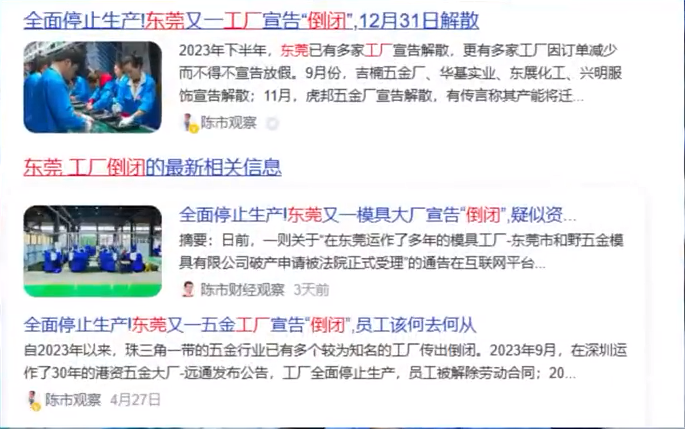 全面停止生产!东莞又一工厂宣告“倒闭”,12月31日解散
2023年下半年，东莞已有多家工厂宣告解散，更有多家工厂因订单减少
而不得不宣告放假。9月份，吉楠五金厂、华基实业、东展化工、兴明服
饰宣告解散；11月，虎邦五金厂宣告解散，有传言称其产能将迁...
陈市观察
东莞 工厂倒闭的最新相关信息
全面停止生产!东莞又一模具大厂宣告“倒闭”,疑似资...
摘要：日前，一则关于“在东莞运作了多年的模具工厂-东莞市和野五金模
具有限公司破产申请被法院正式受理”的通告在互联网平台...
陈市财经观察 3天前
全面停止生产!东莞又一五金工厂宣告“倒闭”,员工该何去何从
自2023年以来，珠三角一带的五金行业已有多个较为知名的工厂传出倒闭。2023年9月，在深圳运
作了30年的港资五金大厂-远通发布公告，工厂全面停止生产，员工被解除劳动合同；20...
陈市观察 4月27日